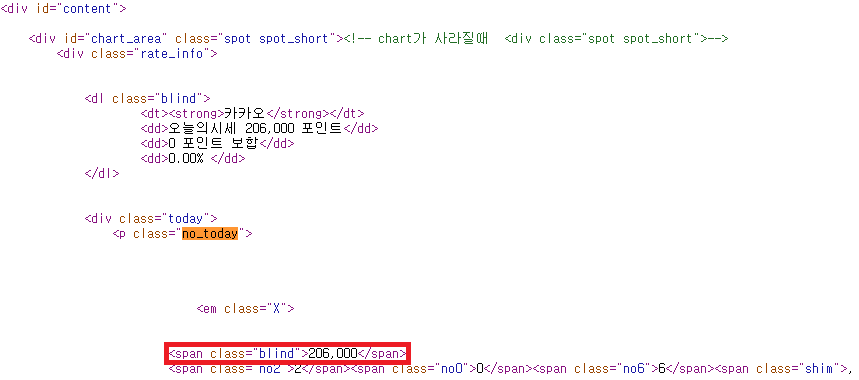 <div id="content">
<div id="chart_area" class="spot spot_short"><!-- chart가 사라질때 <div class="spot spot_short">-->
<div class="rate_info">
<dl class="blind">
<dt><strong>카카오</strong></dt>
<dd>오늘의시세 206,000 포인트</dd>
<dd>0 포인트 보합</dd>
<dd>0.00% </dd>
</dl>
<div class="today">
<p class="no_today">
<em class="X">
<span class="blind">206,000</span>
<span class="no2">2</span><span class="no0">0</span><span class="no6">6</span><span class="shim">,